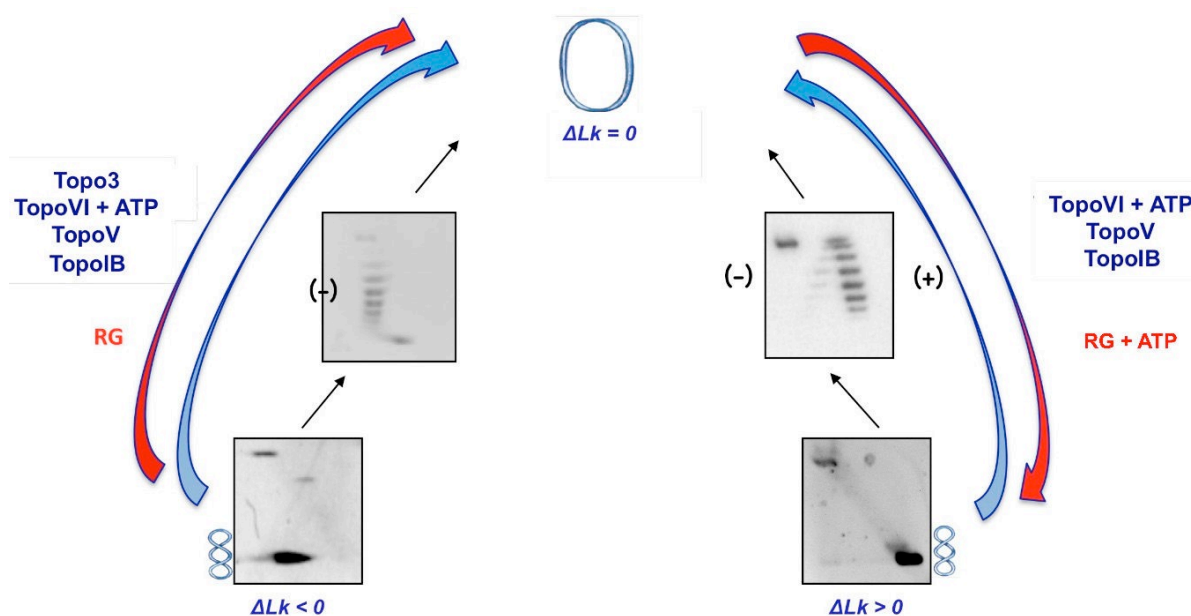 ΔLk = 0
Topo3
TopoVI + ATP
TopoV
TopoIB
RG
(-)
(-)
(+)
TopoVI + ATP
TopoV
TopoIB
RG + ATP
ΔLk < 0
ΔLk > 0